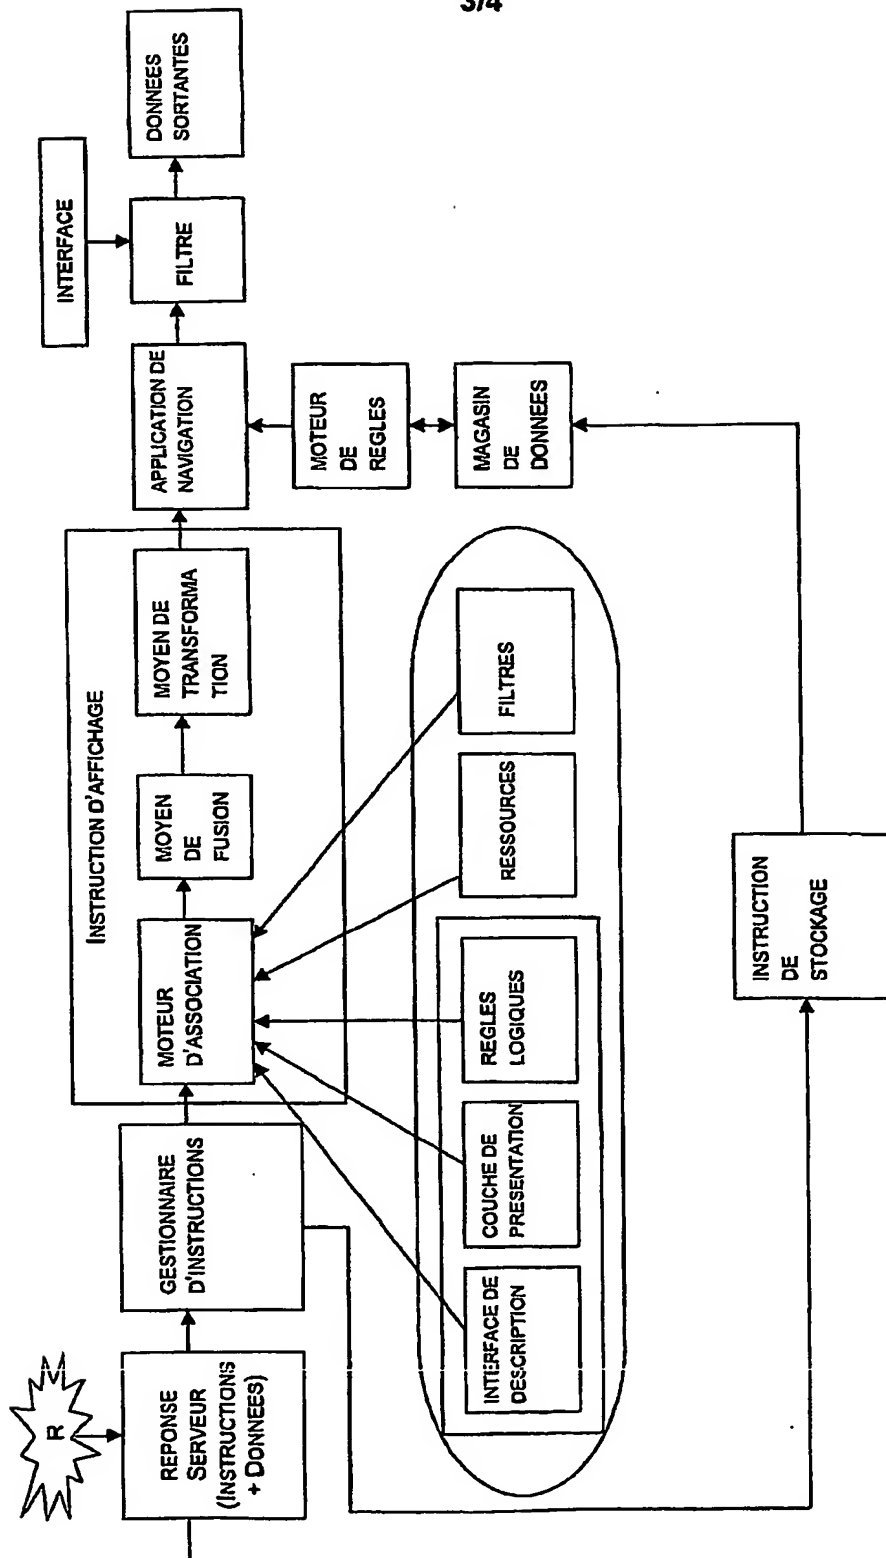 3/4
R
REPONSE
SERVEUR
(INSTRUCTIONS
+ DONNEES)
GESTIONNAIRE
D'INSTRUCTIONS
INSTRUCTION D'AFFICHAGE
MOTEUR
D'ASSOCIATION
MOYEN
DE
FUSION
MOYEN DE
TRANSFORMA
TION
APPLICATION DE
NAVIGATION
INTERFACE
FILTRE
DONNEES
SORTANTES
MOTEUR
DE
REGLES
MAGASIN
DE
DONNEES
INTERFACE DE
DESCRIPTION
COUCHE DE
PRESENTATION
REGLES
LOGIQUES
RESSOURCES
FILTRES
INSTRUCTION
DE
STOCKAGE